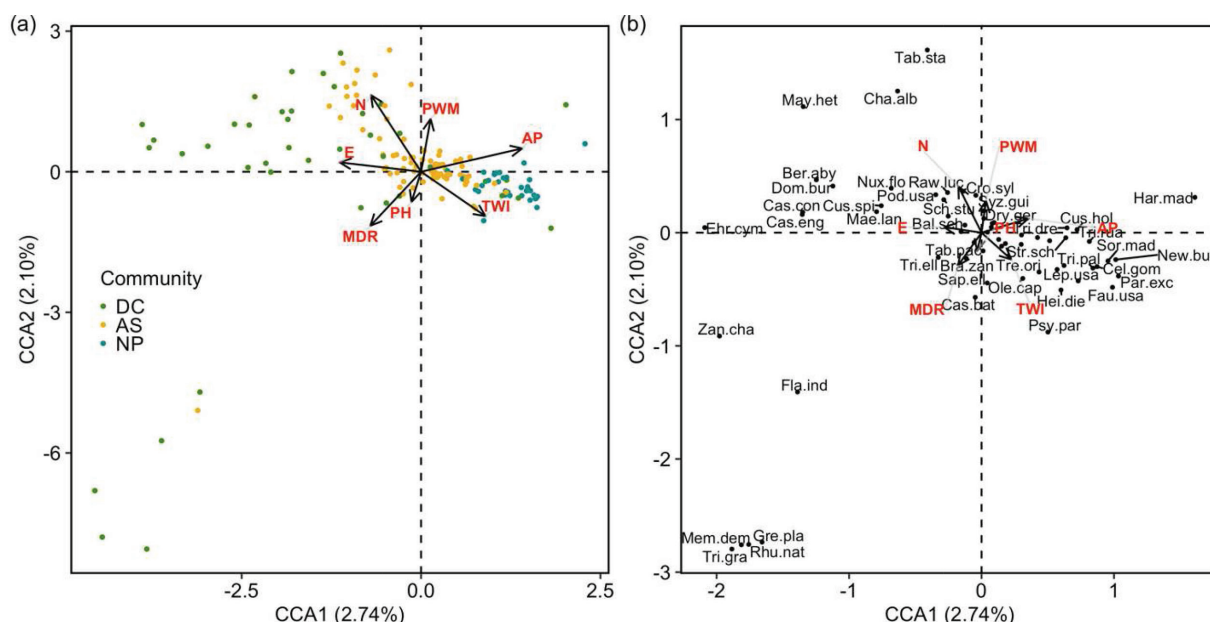 (a)
3
0
-3
-6
CCA2 (2.10%)
N
PWM
AP
E
PH
TWI
MDR
Community
DC
AS
NP
-2.5
0.0
2.5
CCA1 (2.74%)
(b)
1
0
-1
-2
-3
CCA2 (2.10%)
Tab.sta
Cha.alb
May.het
N
PWM
Ber.aby
Dom.bur
Nux.flo
Raw.luc
Cro.syl
Har.mad
Cas.con
Cus.spi
Pod.usa
Cas.eng
Mae.lan
Sch.stu
Syz.gui
Ehr.cym
E
Bal.sch
Dry.ger
PH
Tri.dre
Cus.hol
Tri.rua
AP
Tab.pac
Str.sch
Sor.mad
New.bu
Tri.ell
Bra.zan
Tre.ori
Tri.pal
Cel.gom
Sap.ell
Lep.usa
Par.exc
Ole.cap
Hei.die
Fau.usa
MDR
Cas.bat
TWI
Psy.par
Zan.cha
Fla.ind
Mem.dem
Gre.pla
Tri.gra
Rhu.nat
-2
-1
0
1
CCA1 (2.74%)